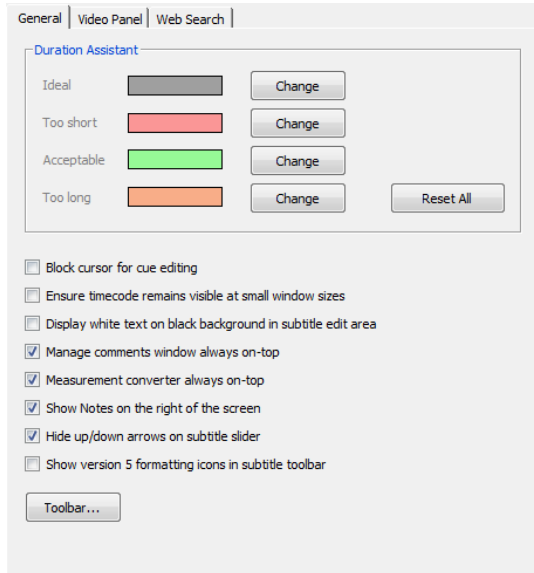 General Video Panel Web Search
Duration Assistant
Ideal Change
Too short Change
Acceptable Change
Too long Change Reset All
Block cursor for cue editing
Ensure timecode remains visible at small window sizes
Display white text on black background in subtitle edit area
Manage comments window always on-top
Measurement converter always on-top
Show Notes on the right of the screen
Hide up/down arrows on subtitle slider
Show version 5 formatting icons in subtitle toolbar
Toolbar...